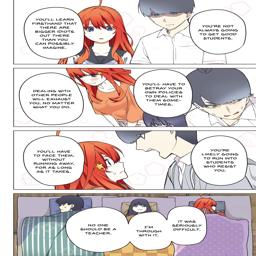 YOU'LL LEARN
FIRSTHAND THAT
THERE ARE
BIGGER IDIOTS
OUT THERE
THAN YOU
CAN POSSIBLY
IMAGINE.
YOU'RE NOT
ALWAYS GOING
TO GET GOOD
STUDENTS.
DEALING WITH
OTHER PEOPLE
WILL EXHAUST
YOU, NO MATTER
WHAT YOU DO.
YOU'LL HAVE TO
BETRAY YOUR
OWN POLICIES
TO DEAL WITH
THEM SOME-
TIMES.
YOU'LL HAVE
TO FACE THEM,
WITHOUT
RUNNING AWAY,
FOR AS LONG
AS IT TAKES.
YOU'RE
LIKELY GOING
TO RUN INTO
STUDENTS
WHO RESIST
YOU.
NO ONE
SHOULD BE A
TEACHER.
I'M
THROUGH
WITH IT.
IT WAS
SERIOUSLY
DIFFICULT.